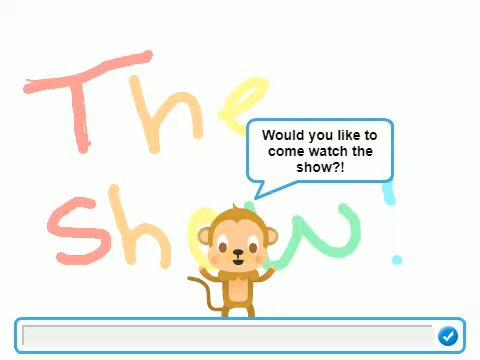 The
show!
Would you like to
come watch the
show?!